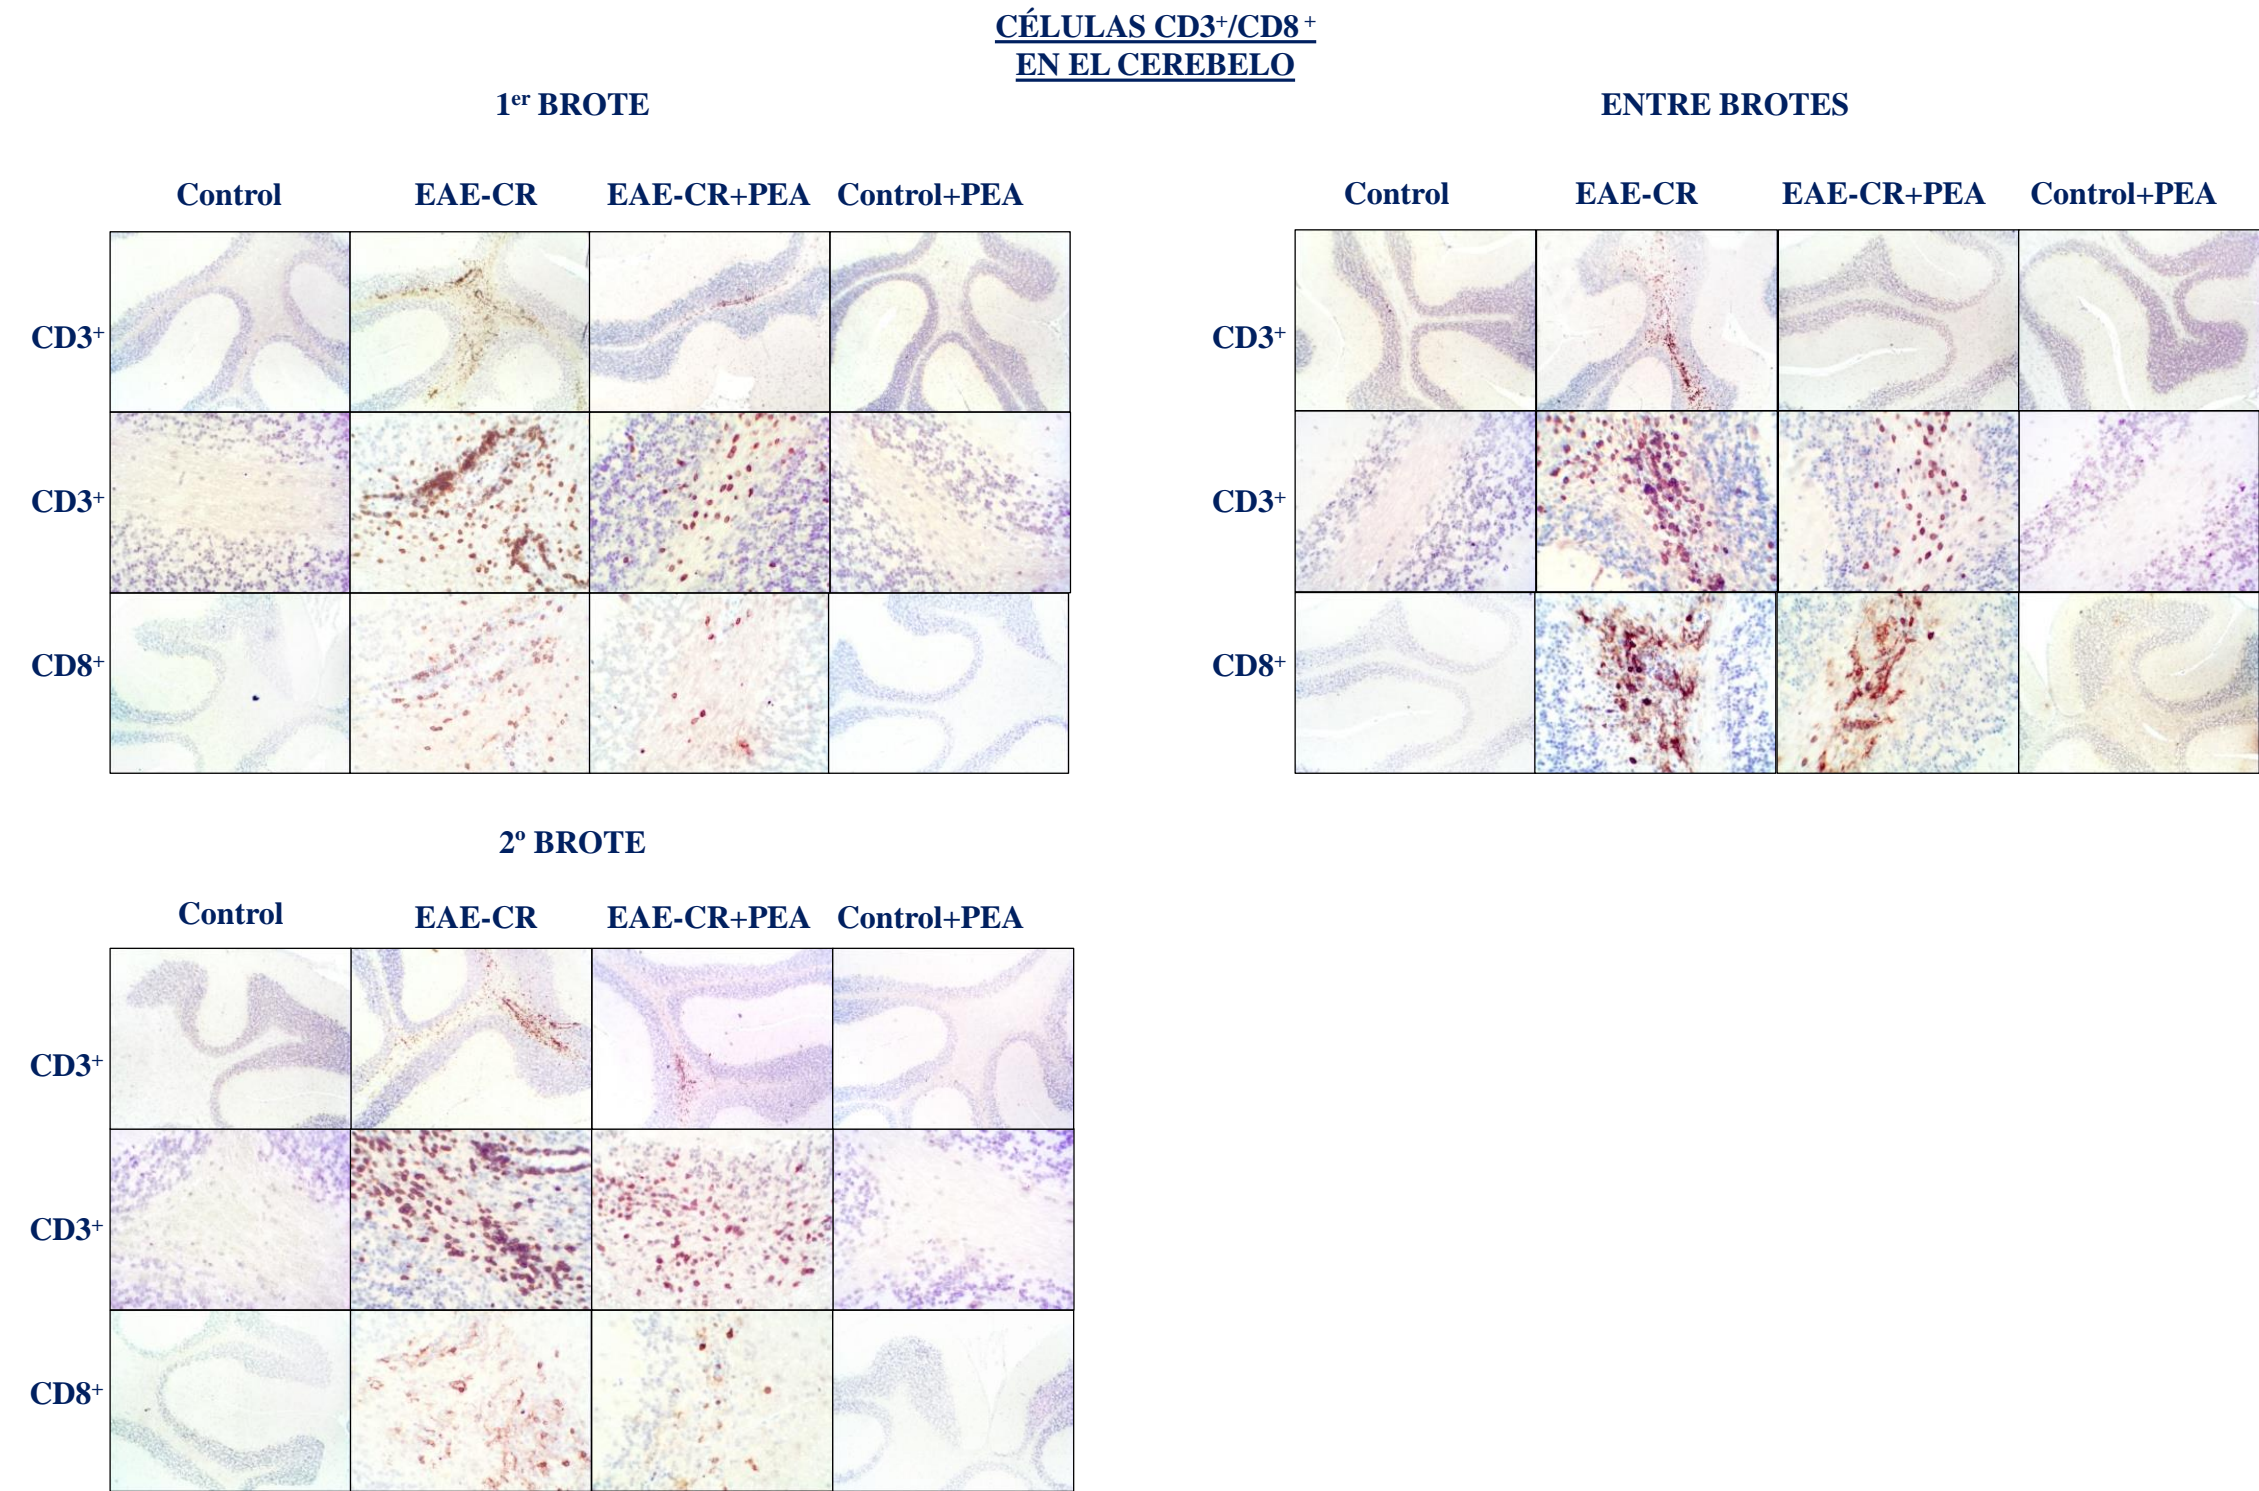 CÉLULAS CD3⁺/CD8⁺
EN EL CEREBELO
1ᵉʳ BROTE
Control EAE-CR EAE-CR+PEA Control+PEA
CD3⁺
CD3⁺
CD8⁺
ENTRE BROTES
Control EAE-CR EAE-CR+PEA Control+PEA
CD3⁺
CD3⁺
CD8⁺
2º BROTE
Control EAE-CR EAE-CR+PEA Control+PEA
CD3⁺
CD3⁺
CD8⁺